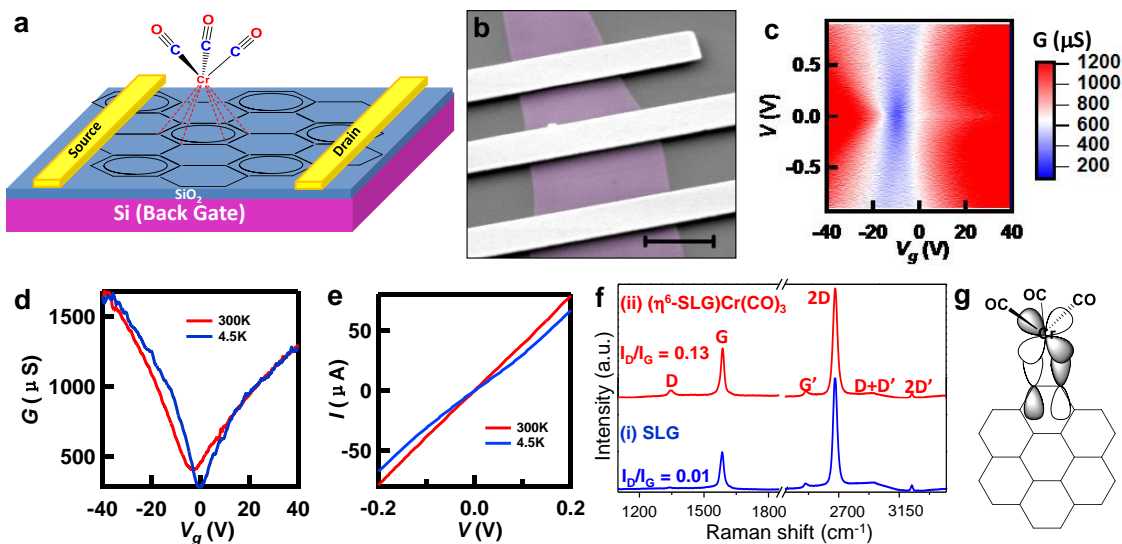 a
O
O
O
C
C
C
Cr
Source
Drain
SiO2
Si (Back Gate)
b
c
G (μS)
1200
1000
800
600
400
200
V (V)
0.5
0.0
-0.5
-40 -20 0 20 40
Vg (V)
d
G (μ S)
1500
1000
500
300K
4.5K
-40 -20 0 20 40
Vg (V)
e
I (μ A)
50
0
-50
300K
4.5K
-0.2 0.0 0.2
V (V)
f
Intensity (a.u.)
(ii) (η6-SLG)Cr(CO)3
2D
G
ID/IG = 0.13
D
G’
D+D’
2D’
(i) SLG
ID/IG = 0.01
1200 1500 1800 2700 3150
Raman shift (cm-1)
g
OC
OC
CO
Cr